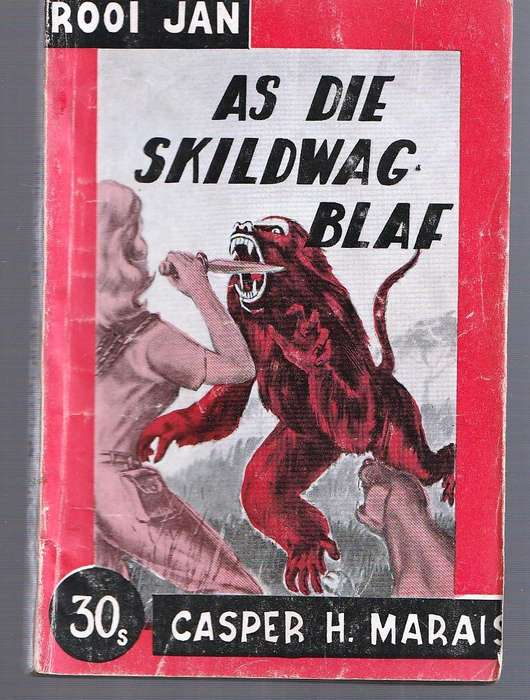 ROOI JAN
AS DIE
SKILDWAG
BLAF
30s
CASPER H. MARAIS